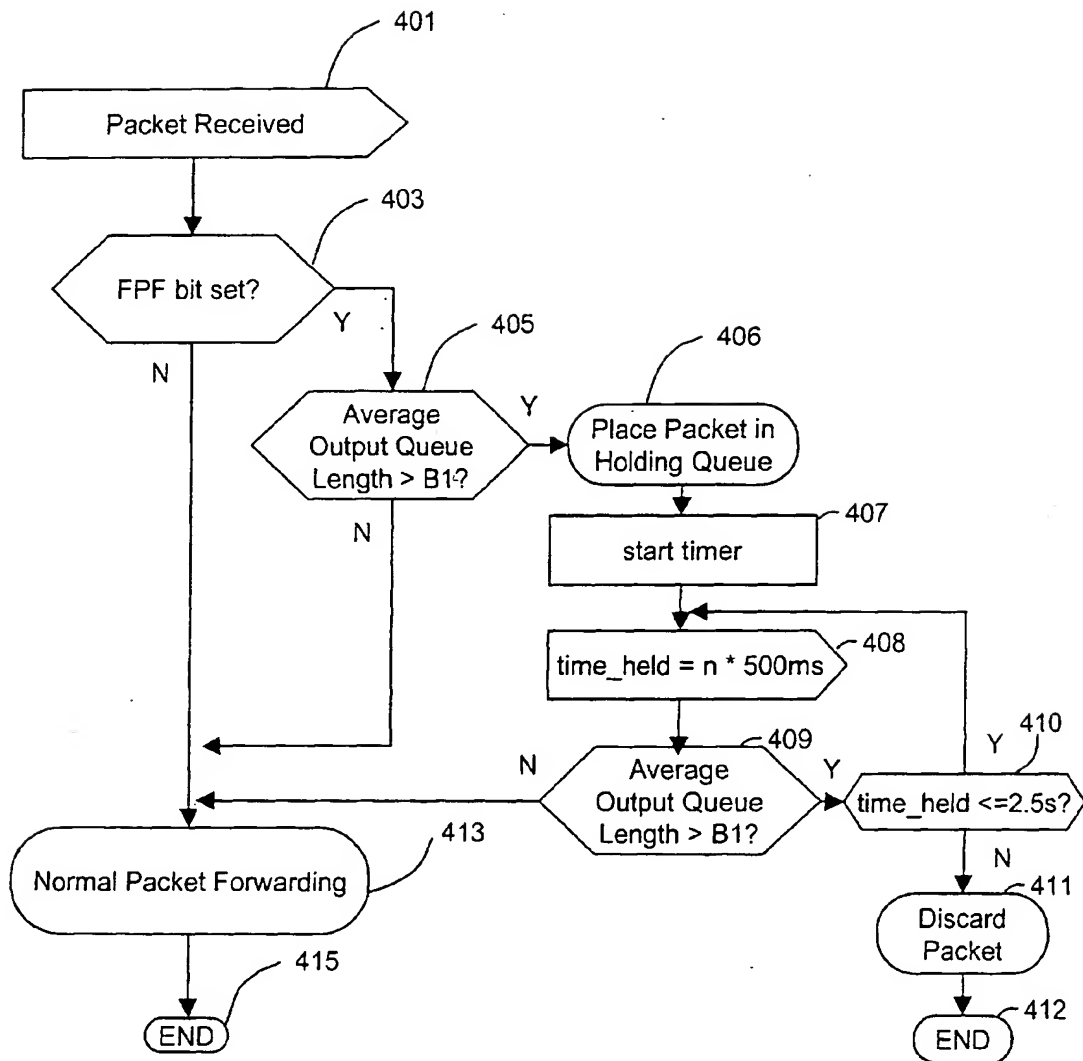 401
Packet Received
403
FPF bit set?
Y
N
405
Average
Output Queue
Length > B1?
Y
N
406
Place Packet in
Holding Queue
407
start timer
408
time_held = n * 500ms
409
Average
Output Queue
Length > B1?
N
Y
410
Y
time_held <=2.5s?
N
411
Discard
Packet
412
END
413
Normal Packet Forwarding
415
END